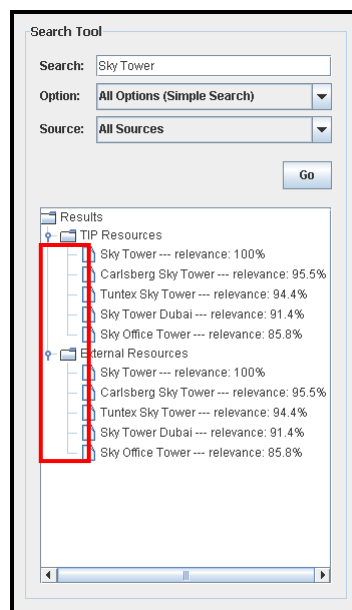 Search Tool
Search: Sky Tower
Option: All Options (Simple Search)
Source: All Sources
Go
Results
TIP Resources
Sky Tower --- relevance: 100%
Carlsberg Sky Tower --- relevance: 95.5%
Tuntex Sky Tower --- relevance: 94.4%
Sky Tower Dubai --- relevance: 91.4%
Sky Office Tower --- relevance: 85.8%
External Resources
Sky Tower --- relevance: 100%
Carlsberg Sky Tower --- relevance: 95.5%
Tuntex Sky Tower --- relevance: 94.4%
Sky Tower Dubai --- relevance: 91.4%
Sky Office Tower --- relevance: 85.8%